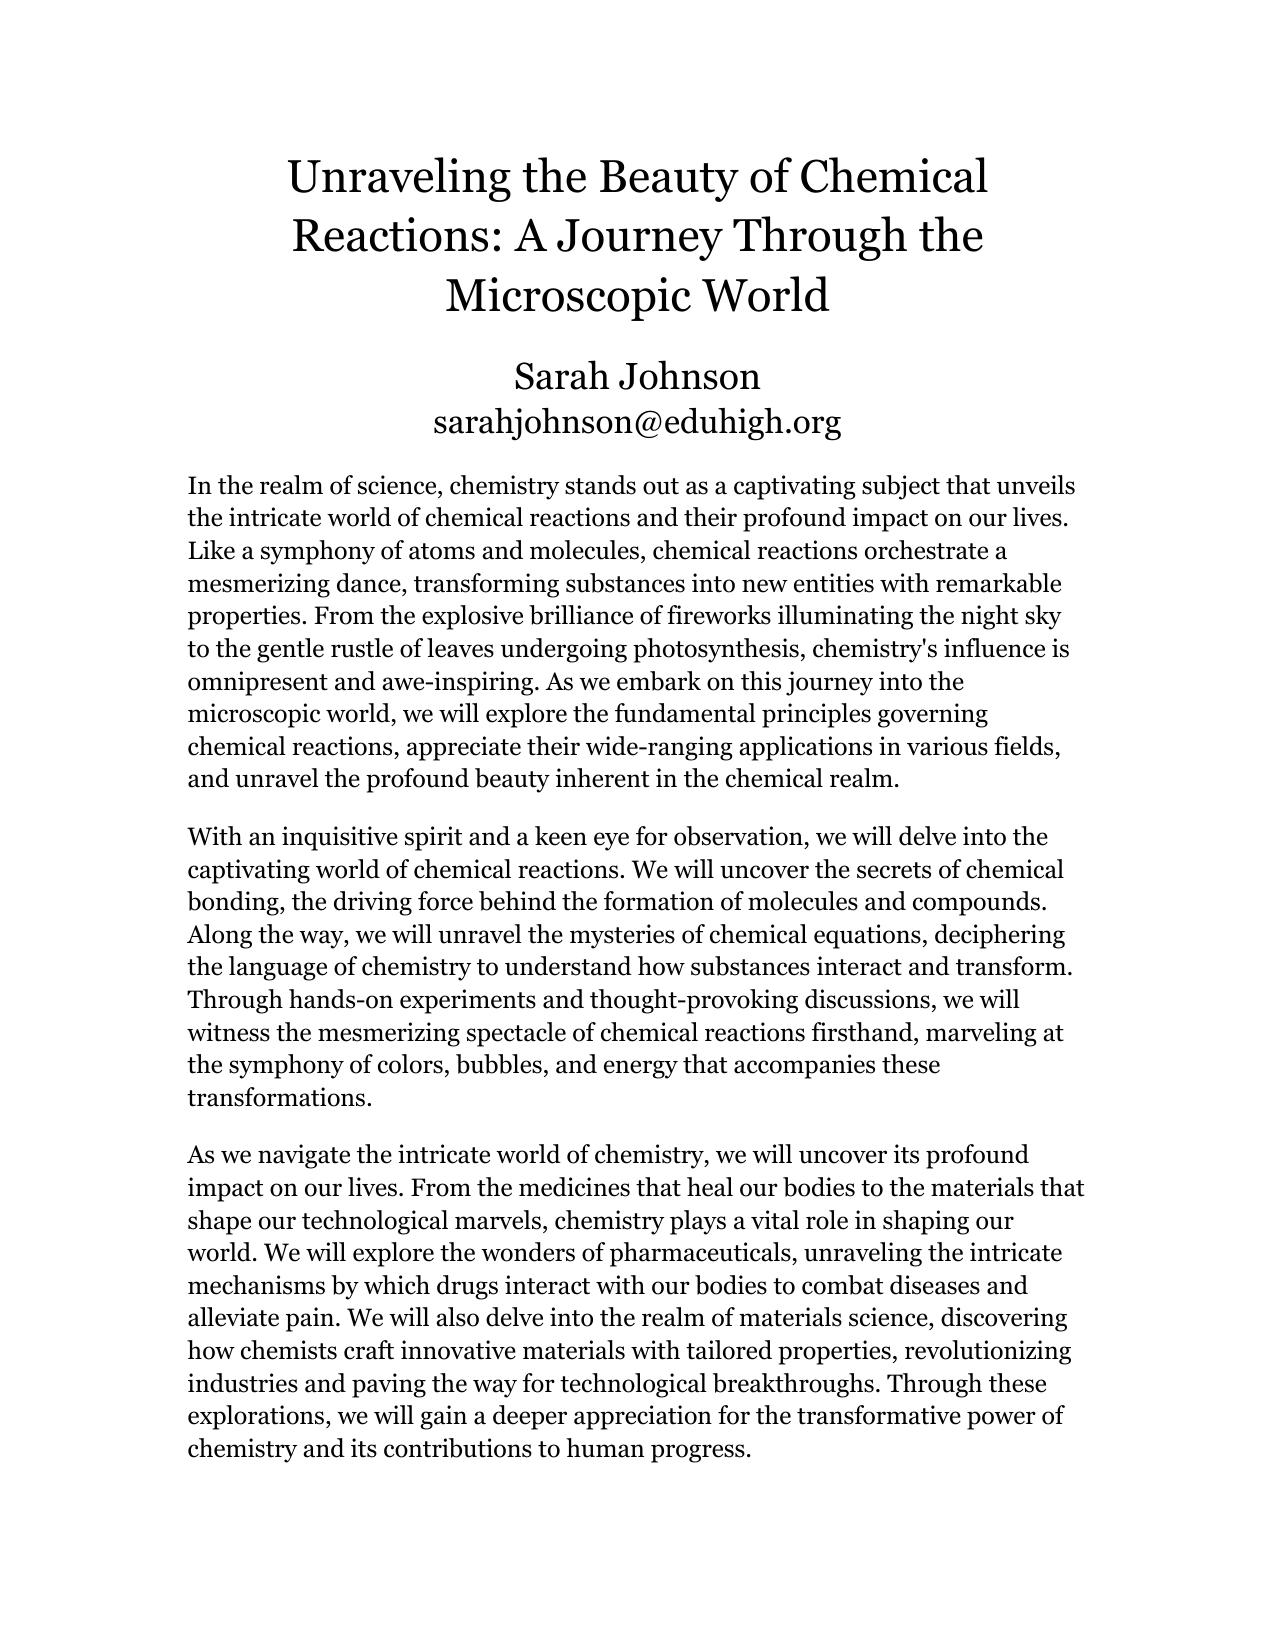 Unraveling the Beauty of Chemical
Reactions: A Journey Through the
Microscopic World
Sarah Johnson
sarahjohnson@eduhigh.org
In the realm of science, chemistry stands out as a captivating subject that unveils
the intricate world of chemical reactions and their profound impact on our lives.
Like a symphony of atoms and molecules, chemical reactions orchestrate a
mesmerizing dance, transforming substances into new entities with remarkable
properties. From the explosive brilliance of fireworks illuminating the night sky
to the gentle rustle of leaves undergoing photosynthesis, chemistry's influence is
omnipresent and awe-inspiring. As we embark on this journey into the
microscopic world, we will explore the fundamental principles governing
chemical reactions, appreciate their wide-ranging applications in various fields,
and unravel the profound beauty inherent in the chemical realm.
With an inquisitive spirit and a keen eye for observation, we will delve into the
captivating world of chemical reactions. We will uncover the secrets of chemical
bonding, the driving force behind the formation of molecules and compounds.
Along the way, we will unravel the mysteries of chemical equations, deciphering
the language of chemistry to understand how substances interact and transform.
Through hands-on experiments and thought-provoking discussions, we will
witness the mesmerizing spectacle of chemical reactions firsthand, marveling at
the symphony of colors, bubbles, and energy that accompanies these
transformations.
As we navigate the intricate world of chemistry, we will uncover its profound
impact on our lives. From the medicines that heal our bodies to the materials that
shape our technological marvels, chemistry plays a vital role in shaping our
world. We will explore the wonders of pharmaceuticals, unraveling the intricate
mechanisms by which drugs interact with our bodies to combat diseases and
alleviate pain. We will also delve into the realm of materials science, discovering
how chemists craft innovative materials with tailored properties, revolutionizing
industries and paving the way for technological breakthroughs. Through these
explorations, we will gain a deeper appreciation for the transformative power of
chemistry and its contributions to human progress.